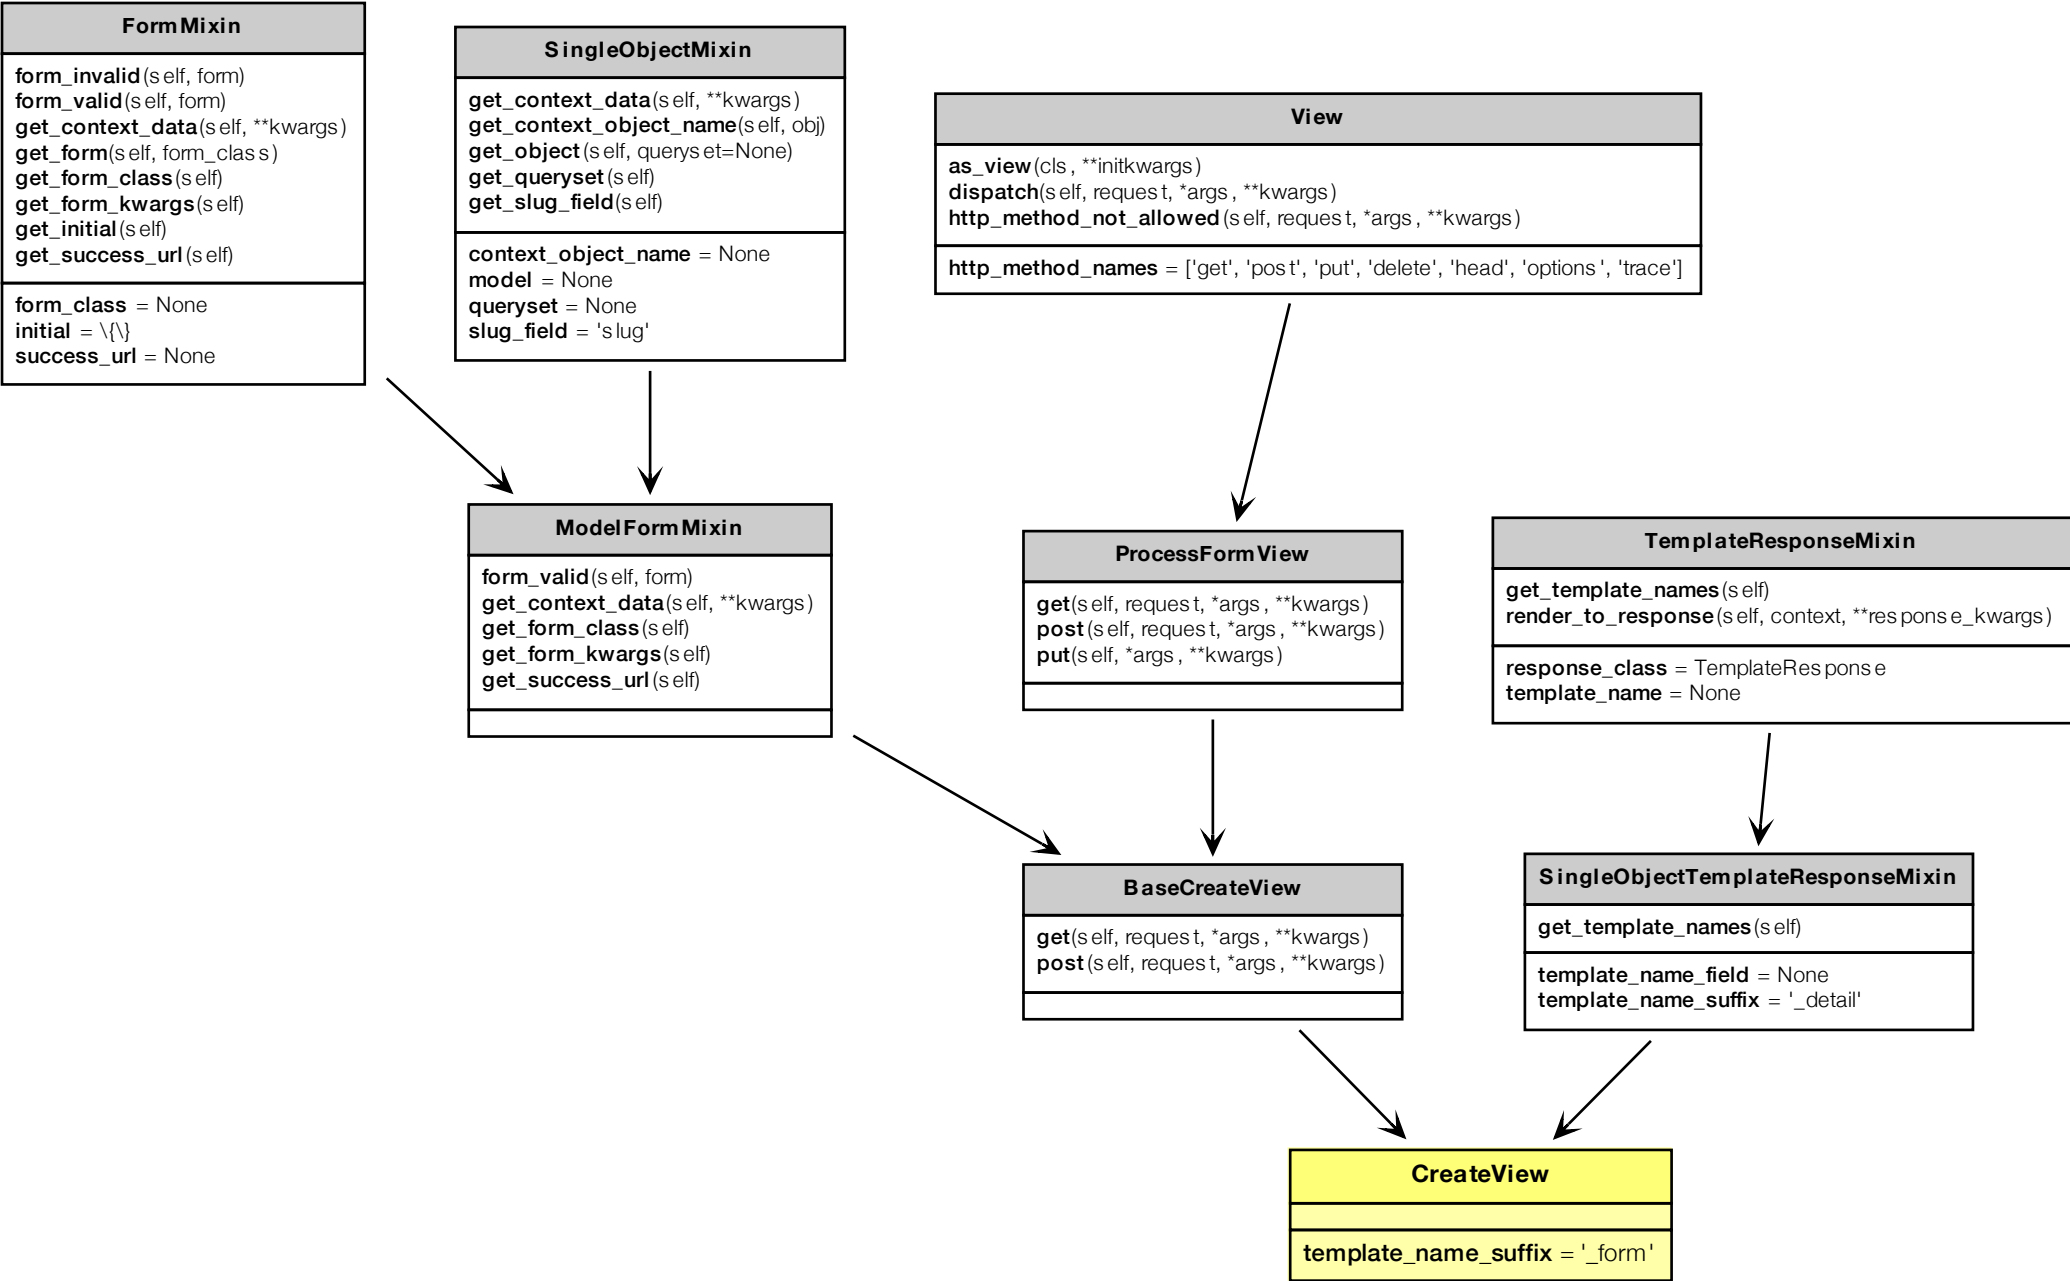 FormMixin
form_invalid(self, form)
form_valid(self, form)
get_context_data(self, **kwargs)
get_form(self, form_class)
get_form_class(self)
get_form_kwargs(self)
get_initial(self)
get_success_url(self)
form_class = None
initial = \{\}
success_url = None
SingleObjectMixin
get_context_data(self, **kwargs)
get_context_object_name(self, obj)
get_object(self, queryset=None)
get_queryset(self)
get_slug_field(self)
context_object_name = None
model = None
queryset = None
slug_field = 'slug'
View
as_view(cls, **initkwargs)
dispatch(self, request, *args, **kwargs)
http_method_not_allowed(self, request, *args, **kwargs)
http_method_names = ['get', 'post', 'put', 'delete', 'head', 'options', 'trace']
ModelFormMixin
form_valid(self, form)
get_context_data(self, **kwargs)
get_form_class(self)
get_form_kwargs(self)
get_success_url(self)
ProcessFormView
get(self, request, *args, **kwargs)
post(self, request, *args, **kwargs)
put(self, *args, **kwargs)
TemplateResponseMixin
get_template_names(self)
render_to_response(self, context, **response_kwargs)
response_class = TemplateResponse
template_name = None
BaseCreateView
get(self, request, *args, **kwargs)
post(self, request, *args, **kwargs)
SingleObjectTemplateResponseMixin
get_template_names(self)
template_name_field = None
template_name_suffix = '_detail'
CreateView
template_name_suffix = '_form'